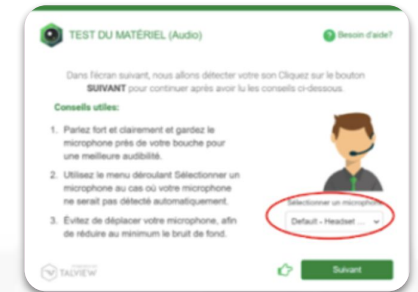 TEST DU MATÉRIEL (Audio)
Besoin d'aide?
Dans l'écran suivant, nous allons détecter votre son Cliquez sur le bouton
SUIVANT pour continuer après avoir lu les conseils ci-dessous.
Conseils utiles:
1. Parlez fort et clairement et gardez le
microphone près de votre bouche pour
une meilleure audibilité.
2. Utilisez le menu déroulant Sélectionner un
microphone au cas où votre microphone
ne serait pas détecté automatiquement.
3. Évitez de déplacer votre microphone, afin
de réduire au minimum le bruit de fond.
Sélectionner un microphone
Default - Headset ...
TALVIEW
Suivant